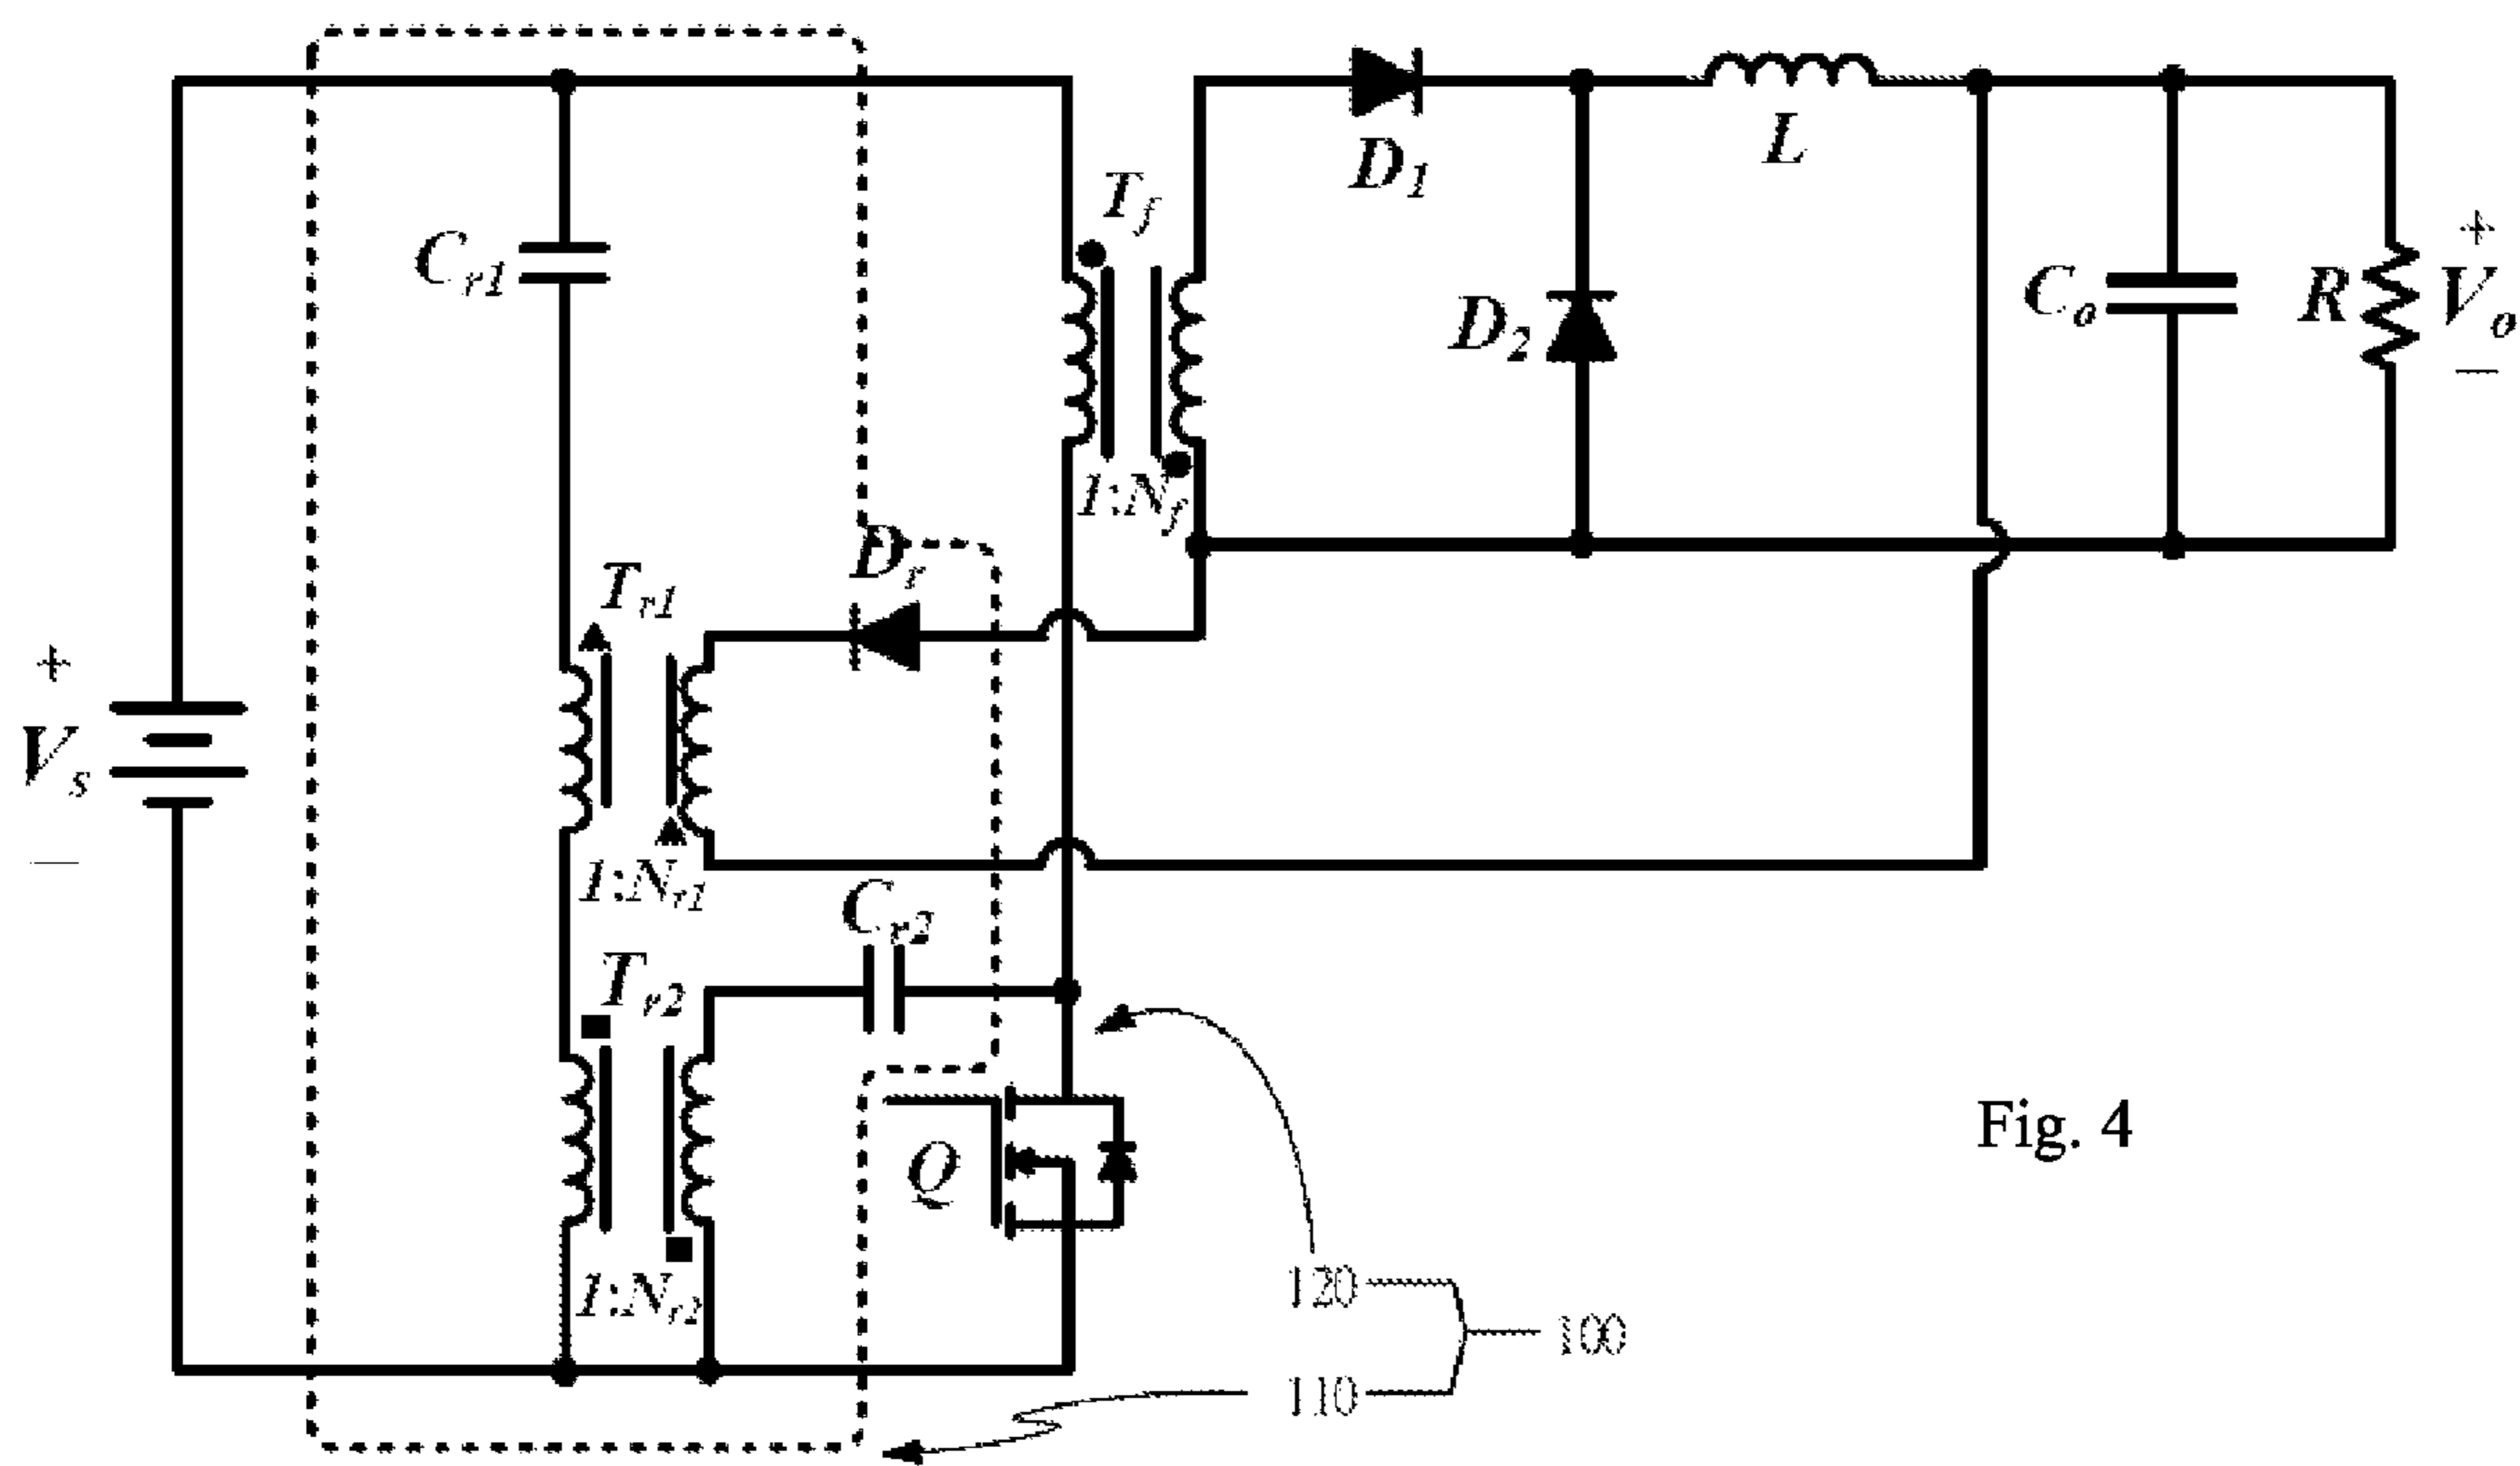 Tf
D1
L
Cr1
D2
Co
R
+
Vo
−
1:Nf
Dr
Tr1
+
Vs
−
1:Nr1
Cr2
Tr2
Q
1:Nr2
Fig. 4
120
100
110